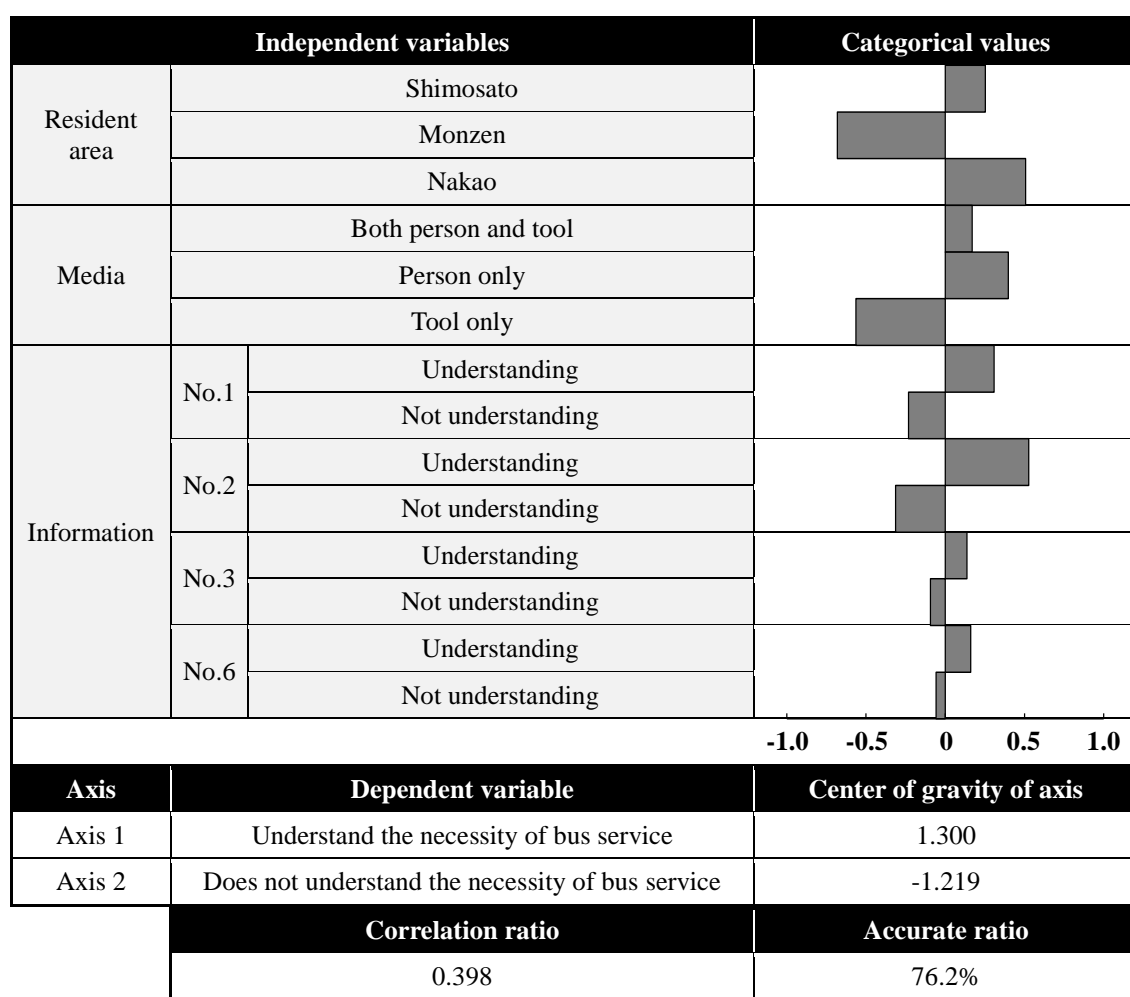 Independent variables Categorical values
Resident area
Shimosato
Monzen
Nakao
Media
Both person and tool
Person only
Tool only
Information
No.1
Understanding
Not understanding
No.2
Understanding
Not understanding
No.3
Understanding
Not understanding
No.6
Understanding
Not understanding
-1.0 -0.5 0 0.5 1.0
Axis Dependent variable Center of gravity of axis
Axis 1 Understand the necessity of bus service 1.300
Axis 2 Does not understand the necessity of bus service -1.219
Correlation ratio Accurate ratio
0.398 76.2%